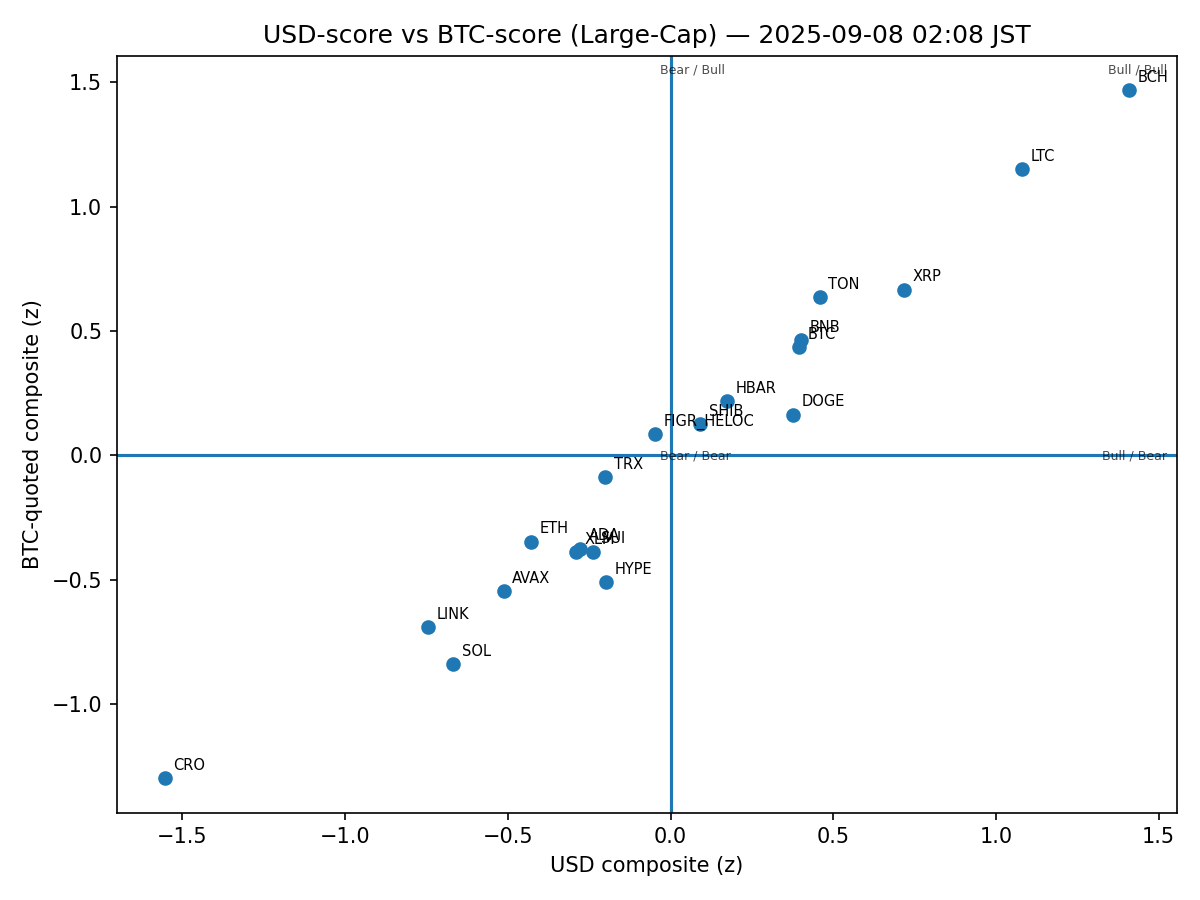 USD-score vs BTC-score (Large-Cap) — 2025-09-08 02:08 JST
Bear / Bull
Bull / Bull
BCH
LTC
XRP
TON
BNB
BTC
HBAR
DOGE
SHIB
FIGR_HELOC
Bear / Bear
Bull / Bear
TRX
ETH
ADA
SUI
XLM
HYPE
AVAX
LINK
SOL
CRO
1.5
1.0
0.5
0.0
−0.5
−1.0
BTC-quoted composite (z)
−1.5
−1.0
−0.5
0.0
0.5
1.0
1.5
USD composite (z)